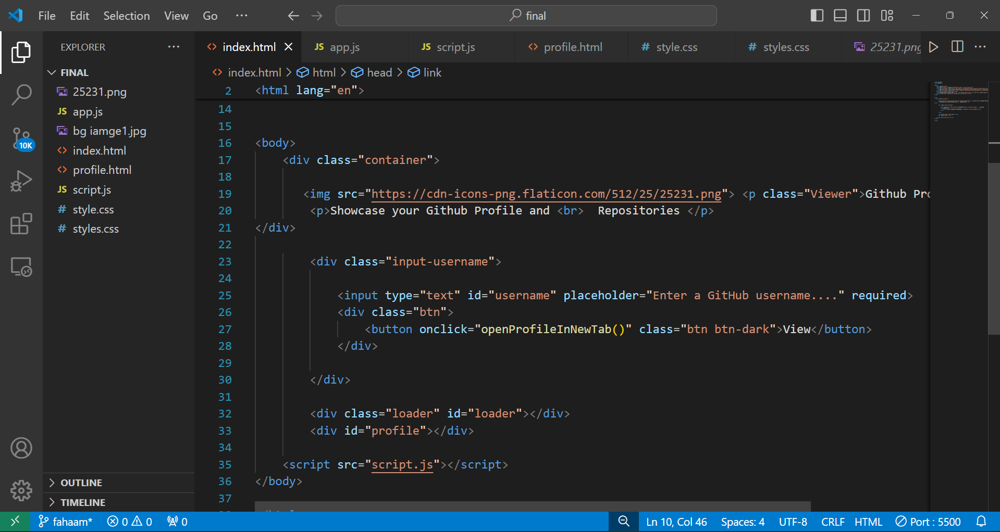 File Edit Selection View Go ··· final
EXPLORER ···
FINAL
25231.png
JS app.js
bg iamge1.jpg
<> index.html
<> profile.html
JS script.js
# style.css
# styles.css
10K
OUTLINE
TIMELINE
<> index.html × JS app.js JS script.js <> profile.html # style.css # styles.css 25231.png ···
<> index.html > html > head > link
2 <html lang="en">
14
15
16 <body>
17 <div class="container">
18
19 <img src="https://cdn-icons-png.flaticon.com/512/25/25231.png"> <p class="Viewer">Github Pro
20 <p>Showcase your Github Profile and <br> Repositories </p>
21 </div>
22
23 <div class="input-username">
24
25 <input type="text" id="username" placeholder="Enter a GitHub username...." required>
26 <div class="btn">
27 <button onclick="openProfileInNewTab()" class="btn btn-dark">View</button>
28 </div>
29
30 </div>
31
32 <div class="loader" id="loader"></div>
33 <div id="profile"></div>
34
35 <script src="script.js"></script>
36 </body>
37
fahaam* 0 0 0 Ln 10, Col 46 Spaces: 4 UTF-8 CRLF HTML Port : 5500